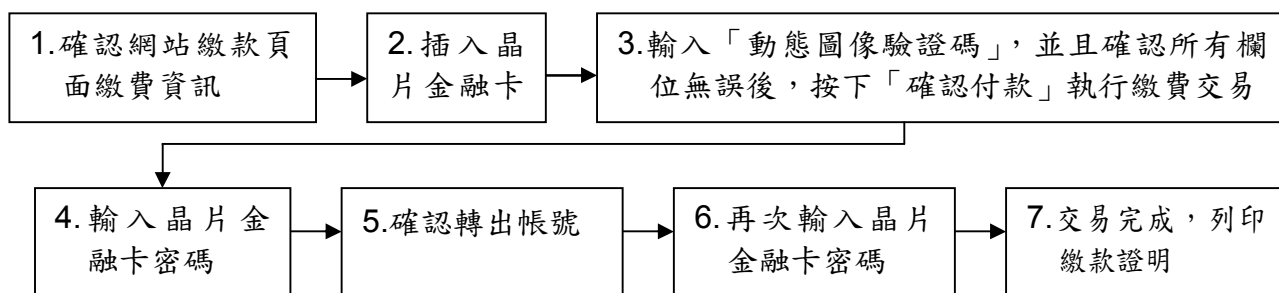 1.確認網站繳款頁
面繳費資訊
2.插入晶
片金融卡
3.輸入「動態圖像驗證碼」，並且確認所有欄
位無誤後，按下「確認付款」執行繳費交易
4.輸入晶片金
融卡密碼
5.確認轉出帳號
6.再次輸入晶片
金融卡密碼
7.交易完成，列印
繳款證明